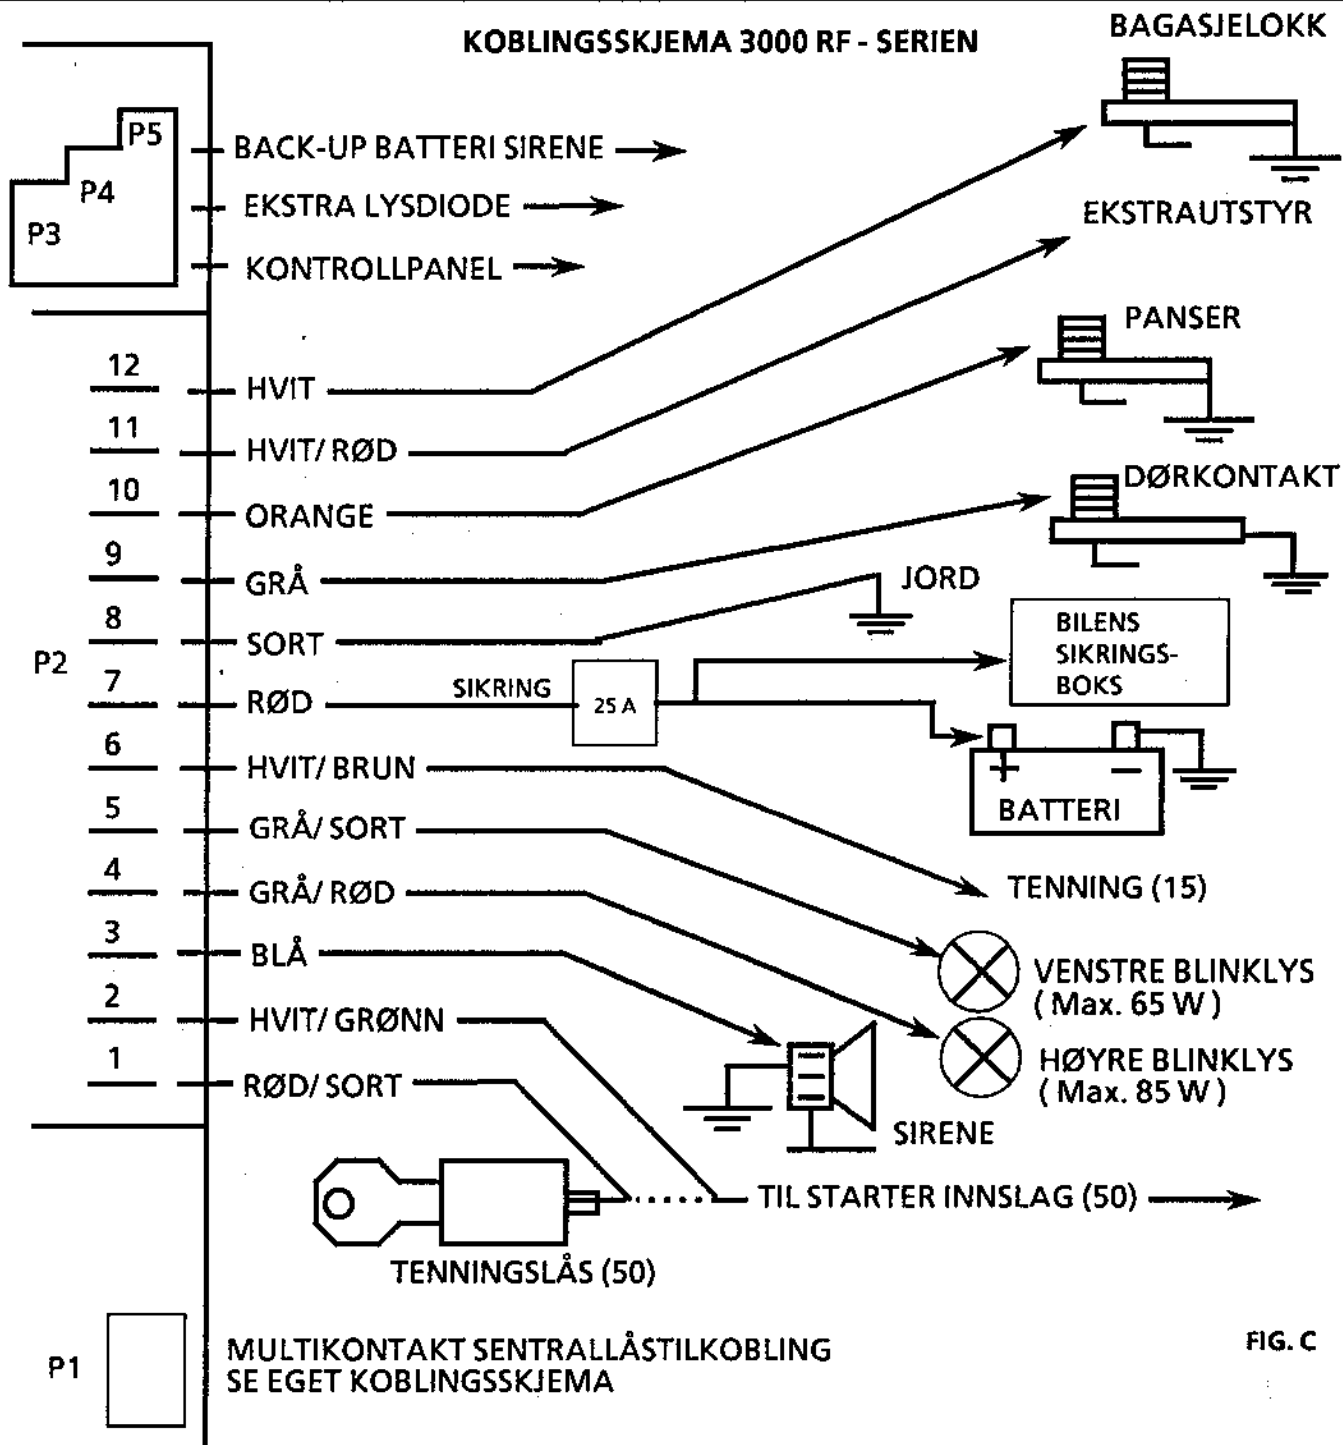 KOBLINGSSKJEMA 3000 RF - SERIEN
BAGASJELOKK
P5
BACK-UP BATTERI SIRENE
P4
EKSTRA LYSDIODE
EKSTRAUTSTYR
P3
KONTROLLPANEL
PANSER
12
HVIT
11
HVIT/ RØD
10
ORANGE
DØRKONTAKT
9
GRÅ
JORD
8
SORT
BILENS
SIKRINGS-
BOKS
P2
7
RØD
SIKRING
25 A
6
HVIT/ BRUN
+
−
BATTERI
5
GRÅ/ SORT
4
GRÅ/ RØD
TENNING (15)
3
BLÅ
VENSTRE BLINKLYS
( Max. 65 W )
2
HVIT/ GRØNN
HØYRE BLINKLYS
( Max. 85 W )
1
RØD/ SORT
SIRENE
TIL STARTER INNSLAG (50)
TENNINGSLÅS (50)
P1
MULTIKONTAKT SENTRALLÅSTILKOBLING
SE EGET KOBLINGSSKJEMA
FIG. C